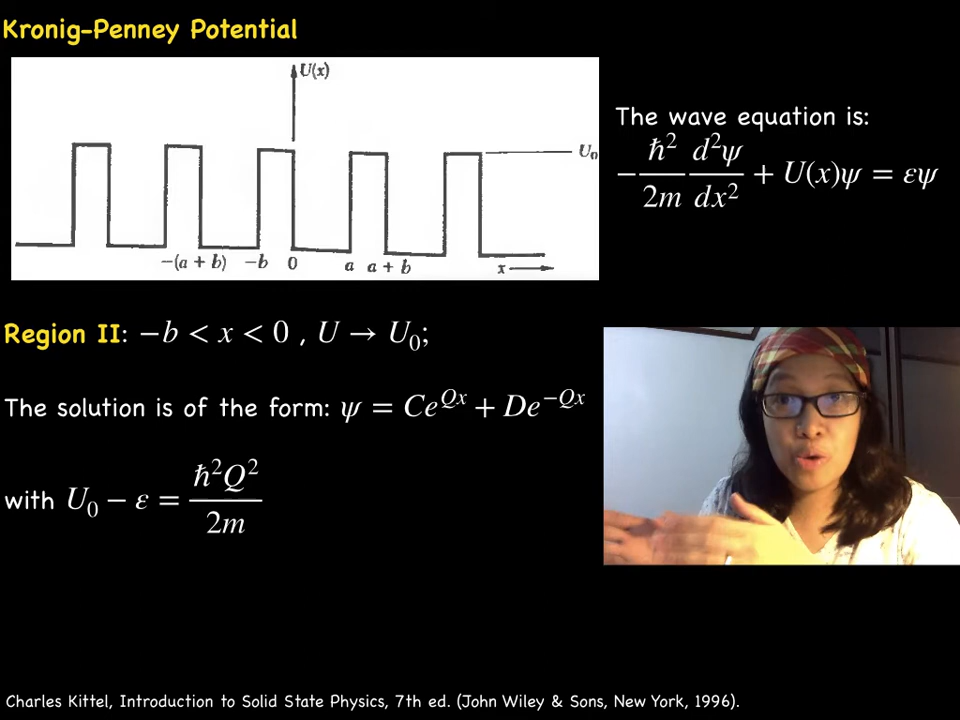 Kronig-Penney Potential
U(x)
U₀
−(a + b) −b 0 a a + b x
The wave equation is:
−ℏ²/2m d²ψ/dx² + U(x)ψ = εψ
Region II: −b < x < 0 , U → U₀;
The solution is of the form: ψ = Ce^{Qx} + De^{−Qx}
with U₀ − ε = ℏ²Q²/2m
Charles Kittel, Introduction to Solid State Physics, 7th ed. (John Wiley & Sons, New York, 1996).